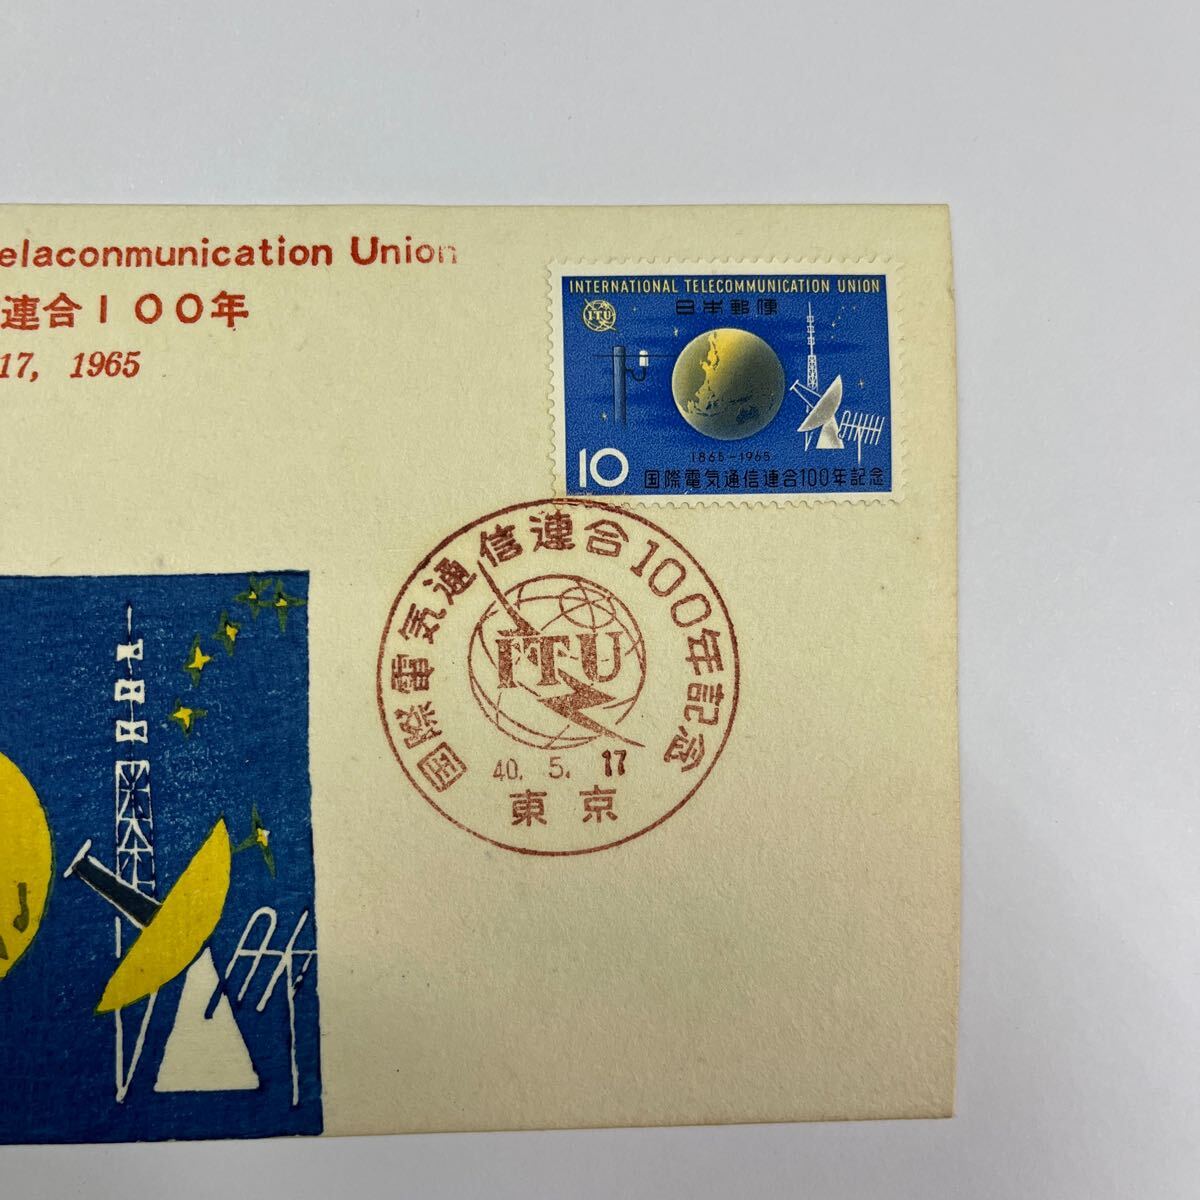 elaconmunication Union
連合100年
17, 1965
INTERNATIONAL TELECOMMUNICATION UNION
日本郵便
ITU
1865-1965
10
国際電気通信連合100年記念
国際電気通信連合100年記念
ITU
40. 5. 17
東京